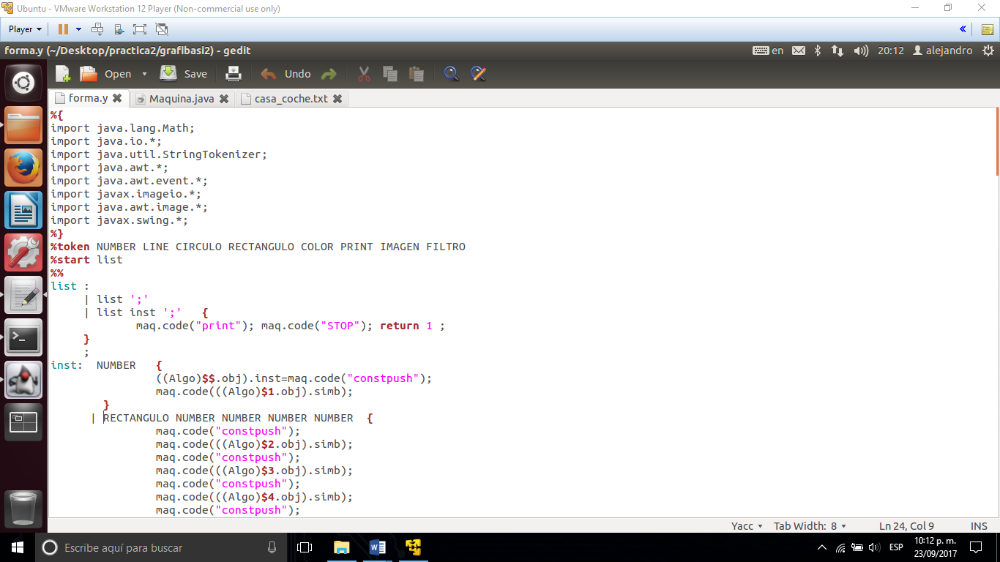 Ubuntu - VMware Workstation 12 Player (Non-commercial use only)
Player
forma.y (~/Desktop/practica2/grafibasi2) - gedit
en
20:12
alejandro
Open
Save
Undo
forma.y
Maquina.java
casa_coche.txt
%{
import java.lang.Math;
import java.io.*;
import java.util.StringTokenizer;
import java.awt.*;
import java.awt.event.*;
import javax.imageio.*;
import java.awt.image.*;
import javax.swing.*;
%}
%token NUMBER LINE CIRCULO RECTANGULO COLOR PRINT IMAGEN FILTRO
%start list
%%
list :
| list ';'
| list inst ';' {
maq.code("print"); maq.code("STOP"); return 1 ;
}
;
inst: NUMBER {
((Algo)$$.obj).inst=maq.code("constpush");
maq.code(((Algo)$1.obj).simb);
}
| RECTANGULO NUMBER NUMBER NUMBER NUMBER {
maq.code("constpush");
maq.code(((Algo)$2.obj).simb);
maq.code("constpush");
maq.code(((Algo)$3.obj).simb);
maq.code("constpush");
maq.code(((Algo)$4.obj).simb);
maq.code("constpush");
Yacc
Tab Width: 8
Ln 24, Col 9
INS
Escribe aquí para buscar
ESP
10:12 p. m.
23/09/2017